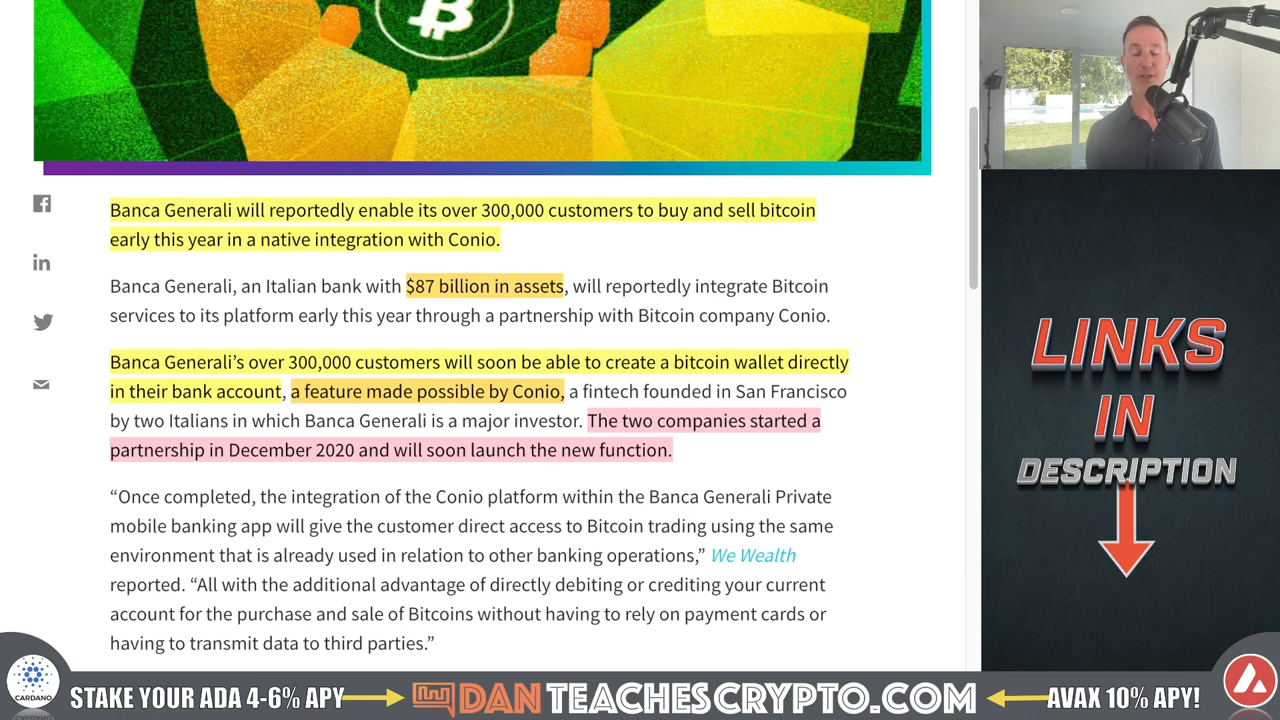 Banca Generali will reportedly enable its over 300,000 customers to buy and sell bitcoin
early this year in a native integration with Conio.
Banca Generali, an Italian bank with $87 billion in assets, will reportedly integrate Bitcoin
services to its platform early this year through a partnership with Bitcoin company Conio.
Banca Generali’s over 300,000 customers will soon be able to create a bitcoin wallet directly
in their bank account, a feature made possible by Conio, a fintech founded in San Francisco
by two Italians in which Banca Generali is a major investor. The two companies started a
partnership in December 2020 and will soon launch the new function.
“Once completed, the integration of the Conio platform within the Banca Generali Private
mobile banking app will give the customer direct access to Bitcoin trading using the same
environment that is already used in relation to other banking operations,” We Wealth
reported. “All with the additional advantage of directly debiting or crediting your current
account for the purchase and sale of Bitcoins without having to rely on payment cards or
having to transmit data to third parties.”
LINKS
IN
DESCRIPTION
CARDANO
STAKE YOUR ADA 4-6% APY
DANTEACHESCRYPTO.COM
AVAX 10% APY!